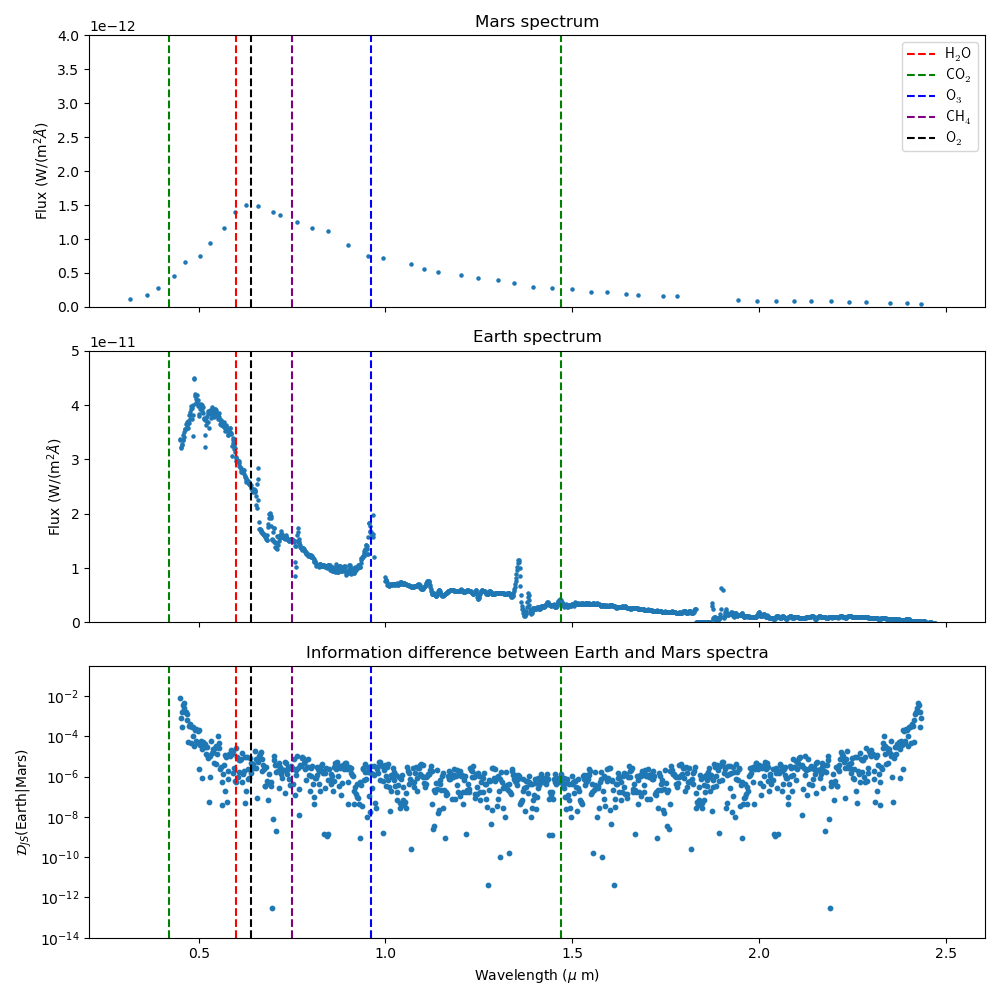 Mars spectrum
1e−12
4.0
3.5
3.0
2.5
2.0
1.5
1.0
0.5
0.0
Flux (W/(m²Å)
H₂O
CO₂
O₃
CH₄
O₂
Earth spectrum
1e−11
5
4
3
2
1
0
Flux (W/(m²Å)
Information difference between Earth and Mars spectra
10⁻²
10⁻⁴
10⁻⁶
10⁻⁸
10⁻¹⁰
10⁻¹²
10⁻¹⁴
𝒟_JS(Earth|Mars)
0.5 1.0 1.5 2.0 2.5
Wavelength (μ m)